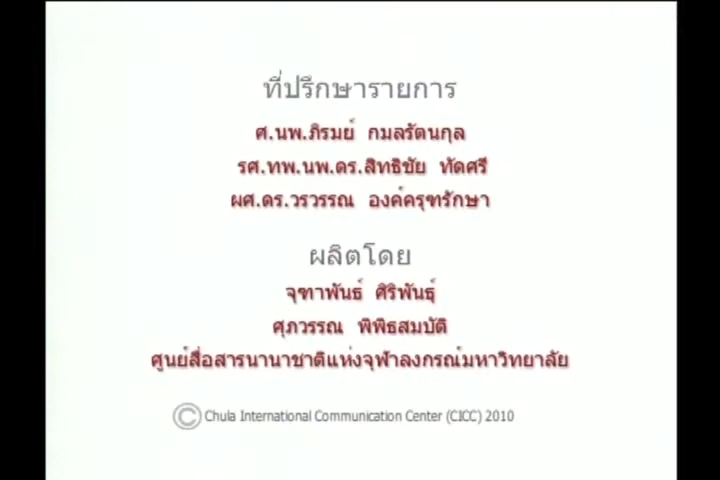 ที่ปรึกษารายการ
ศ.นพ.ภิรมย์ กมลรัตนกุล
รศ.ทพ.นพ.ดร.สิทธิชัย ทัดศรี
ผศ.ดร.วรวรรณ องค์ครุฑรักษา
ผลิตโดย
จุฑาพันธ์ ศิริพันธุ์
ศุภวรรณ พิพิธสมบัติ
ศูนย์สื่อสารนานาชาติแห่งจุฬาลงกรณ์มหาวิทยาลัย
© Chula International Communication Center (CICC) 2010